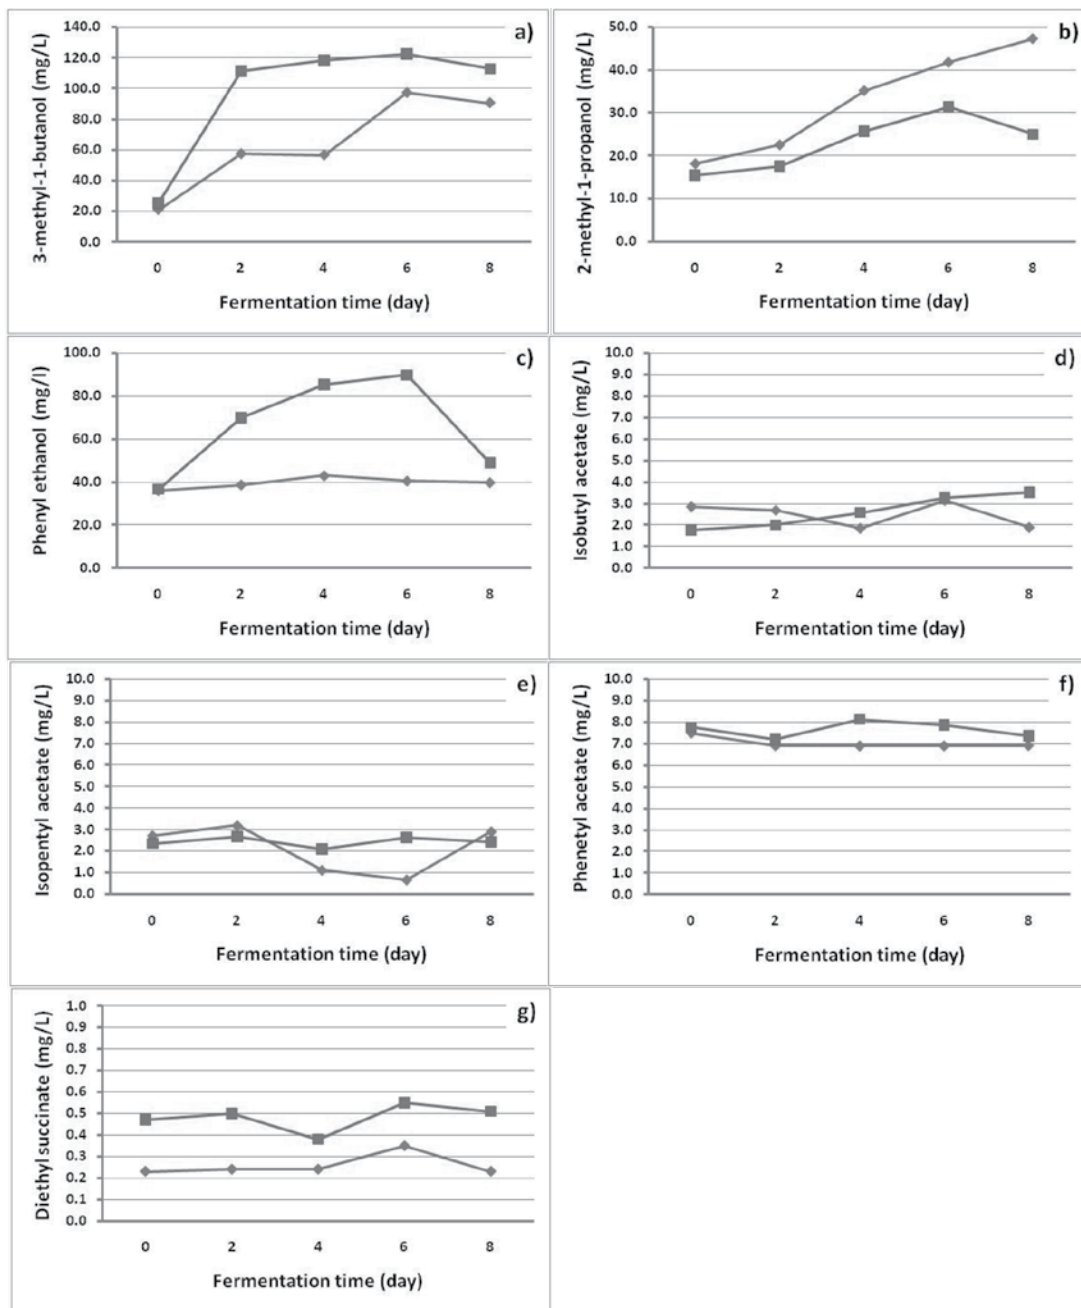 a)
3-methyl-1-butanol (mg/L)
140.0
120.0
100.0
80.0
60.0
40.0
20.0
0.0
0 2 4 6 8
Fermentation time (day)
b)
2-methyl-1-propanol (mg/L)
50.0
40.0
30.0
20.0
10.0
0.0
0 2 4 6 8
Fermentation time (day)
c)
Phenyl ethanol (mg/l)
100.0
80.0
60.0
40.0
20.0
0.0
0 2 4 6 8
Fermentation time (day)
d)
Isobutyl acetate (mg/L)
10.0
9.0
8.0
7.0
6.0
5.0
4.0
3.0
2.0
1.0
0.0
0 2 4 6 8
Fermentation time (day)
e)
Isopentyl acetate (mg/L)
10.0
9.0
8.0
7.0
6.0
5.0
4.0
3.0
2.0
1.0
0.0
0 2 4 6 8
Fermentation time (day)
f)
Phenetyl acetate (mg/L)
10.0
9.0
8.0
7.0
6.0
5.0
4.0
3.0
2.0
1.0
0.0
0 2 4 6 8
Fermentation time (day)
g)
Diethyl succinate (mg/L)
1.0
0.9
0.8
0.7
0.6
0.5
0.4
0.3
0.2
0.1
0.0
0 2 4 6 8
Fermentation time (day)